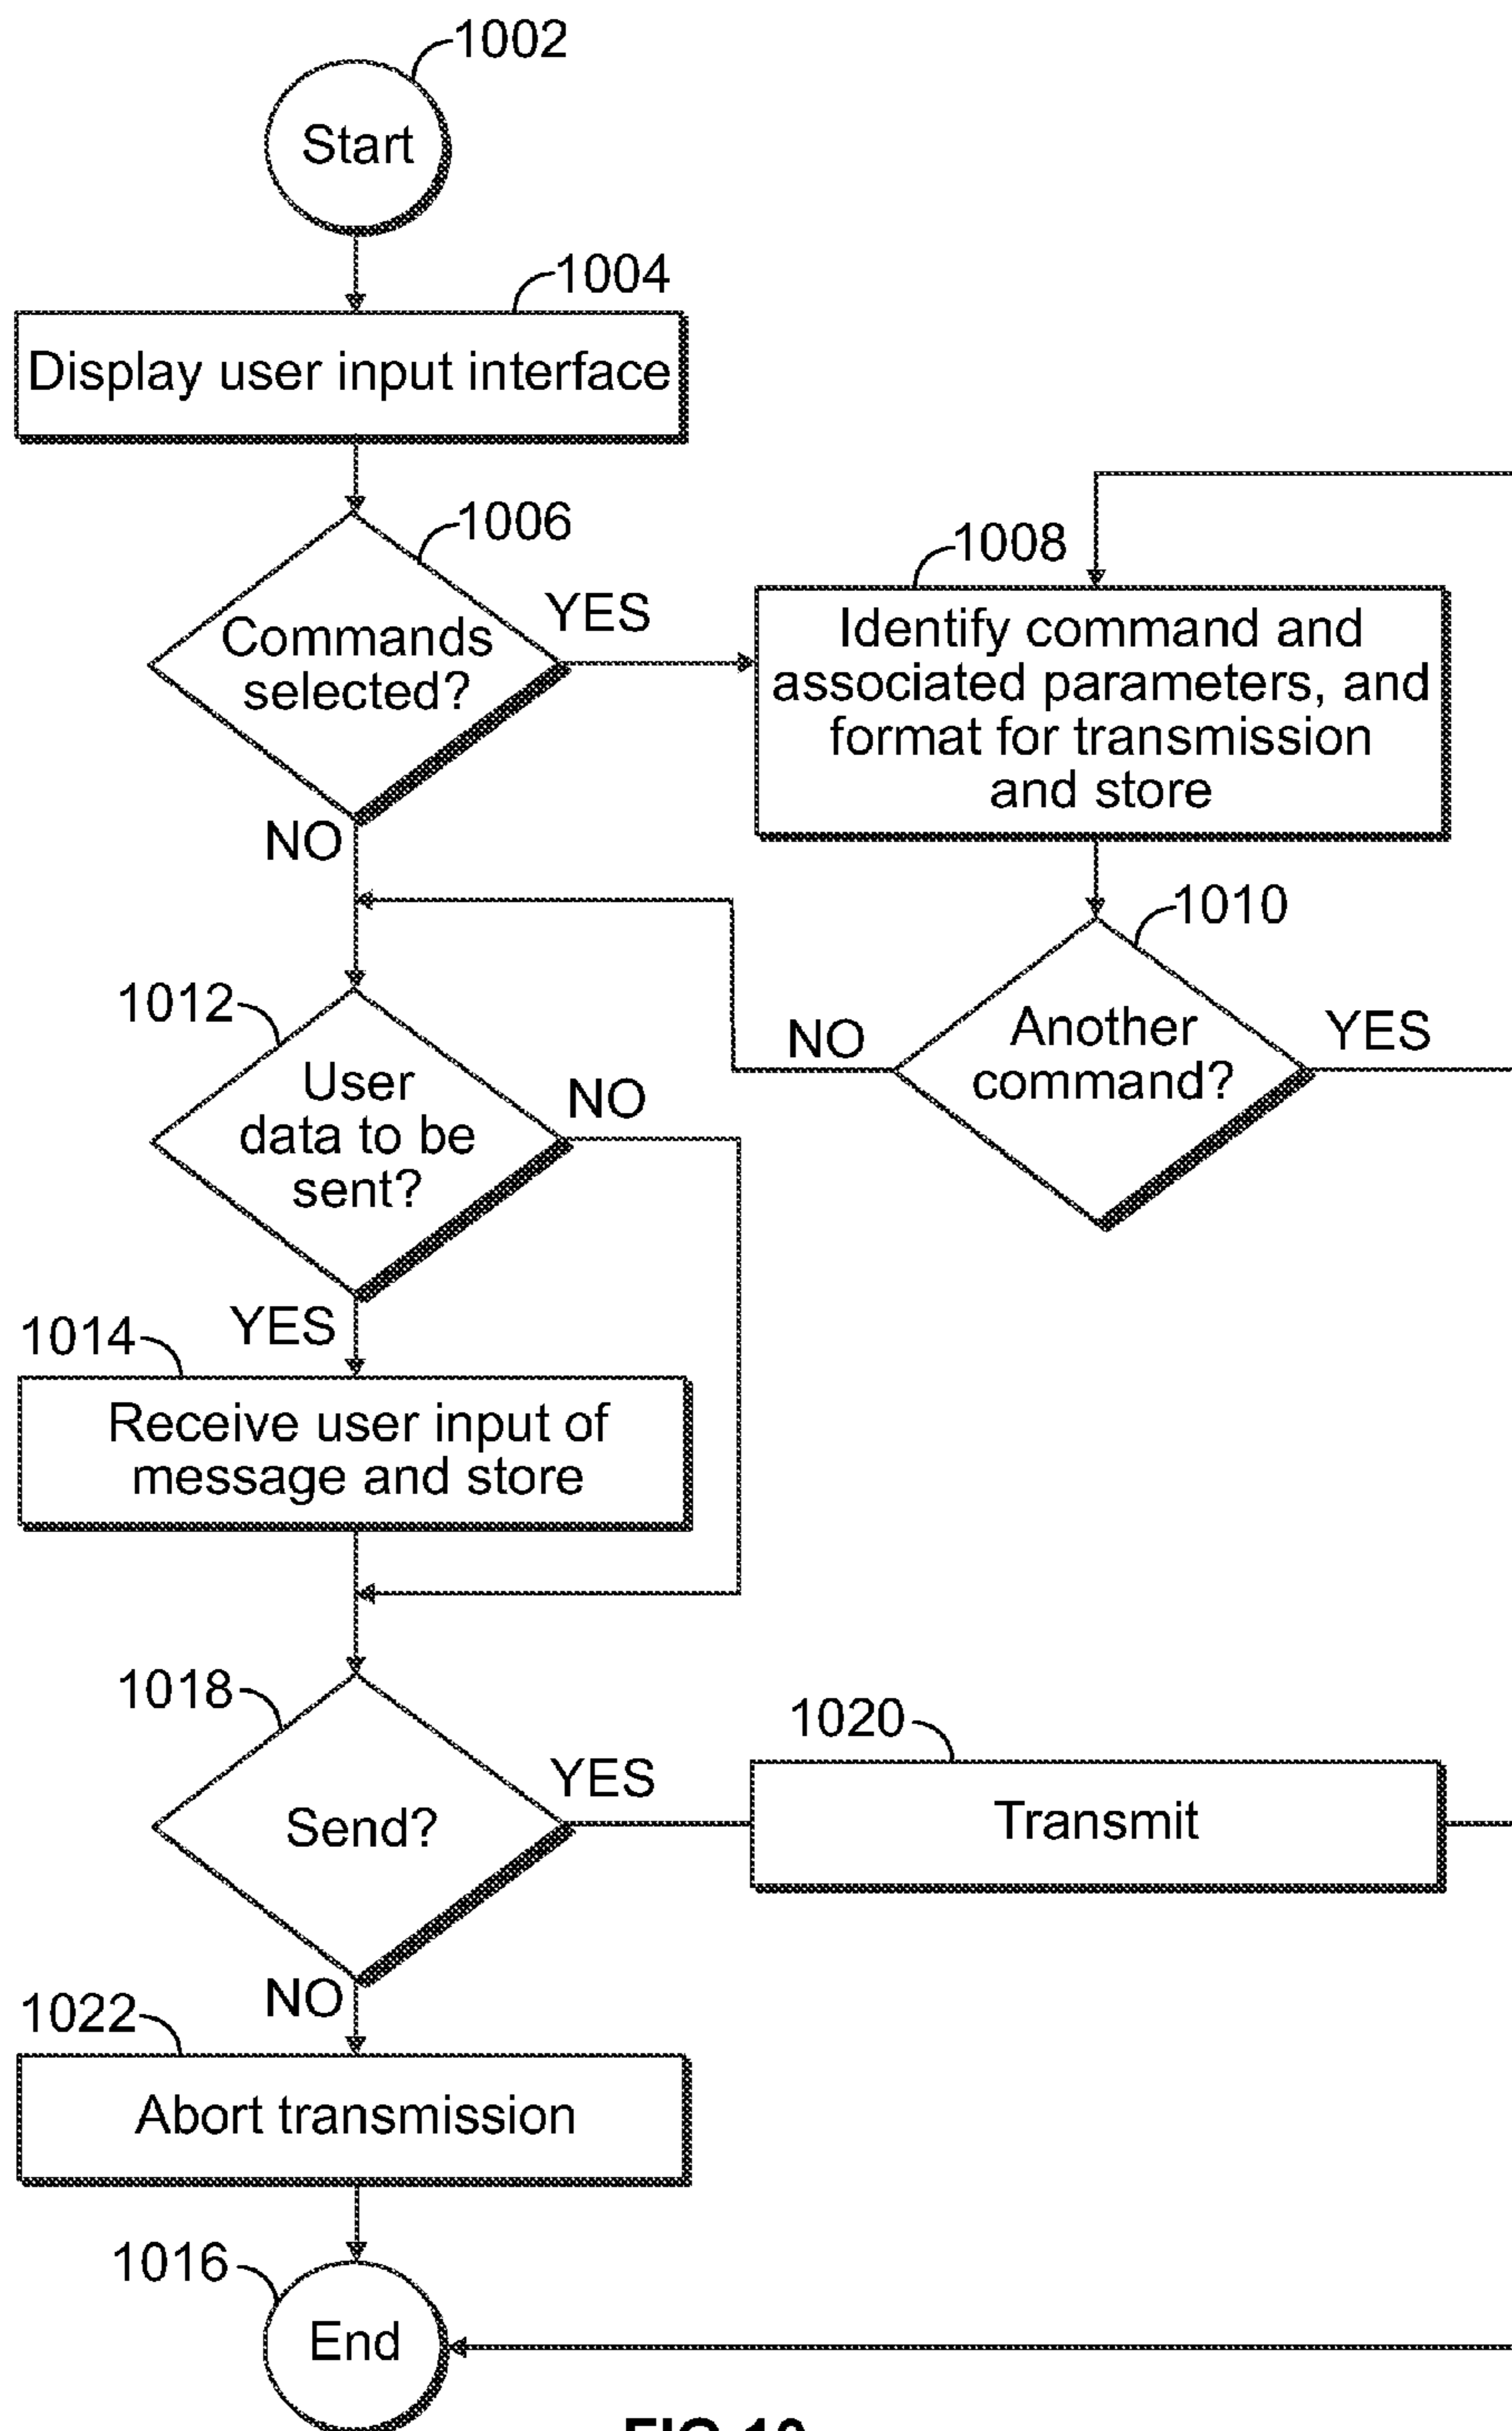 1002
Start
1004
Display user input interface
1006
Commands
selected?
YES
NO
1008
Identify command and
associated parameters, and
format for transmission
and store
1010
Another
command?
NO
YES
1012
User
data to be
sent?
NO
YES
1014
Receive user input of
message and store
1018
Send?
YES
NO
1020
Transmit
1022
Abort transmission
1016
End